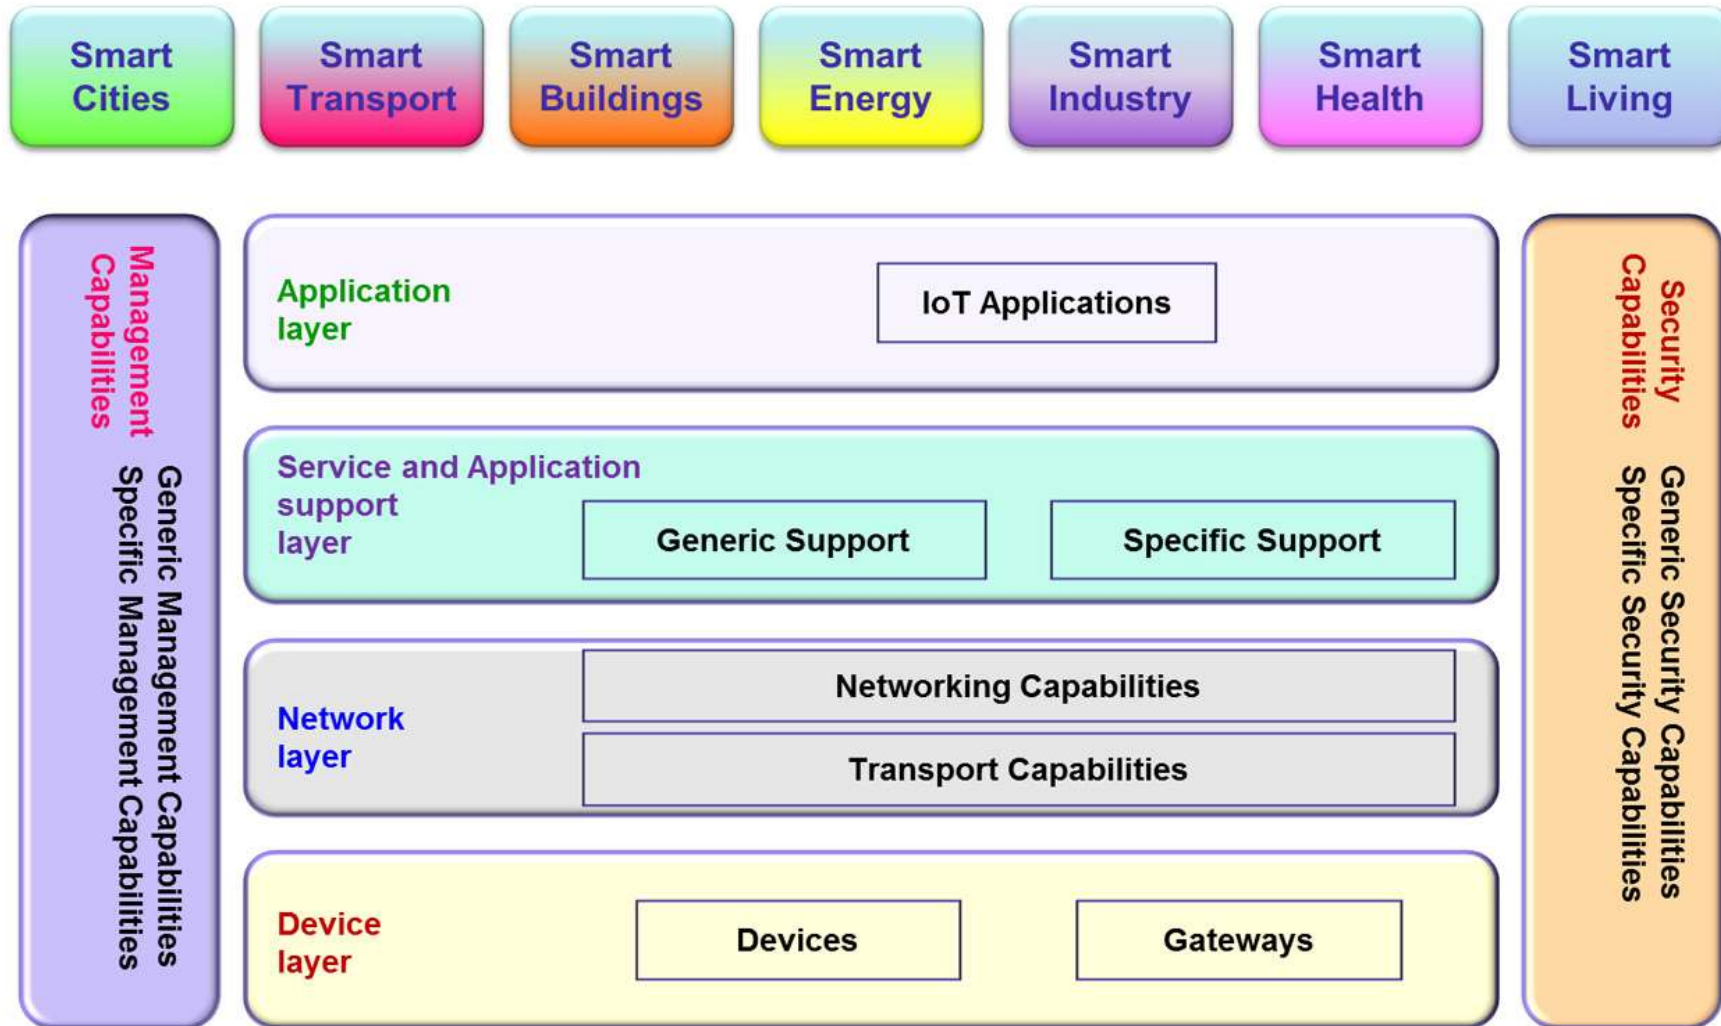 Smart
Cities
Smart
Transport
Smart
Buildings
Smart
Energy
Smart
Industry
Smart
Health
Smart
Living
Management
Capabilities
Generic Management Capabilities
Specific Management Capabilities
Application
layer
IoT Applications
Service and Application
support
layer
Generic Support
Specific Support
Network
layer
Networking Capabilities
Transport Capabilities
Device
layer
Devices
Gateways
Security
Capabilities
Generic Security Capabilities
Specific Security Capabilities